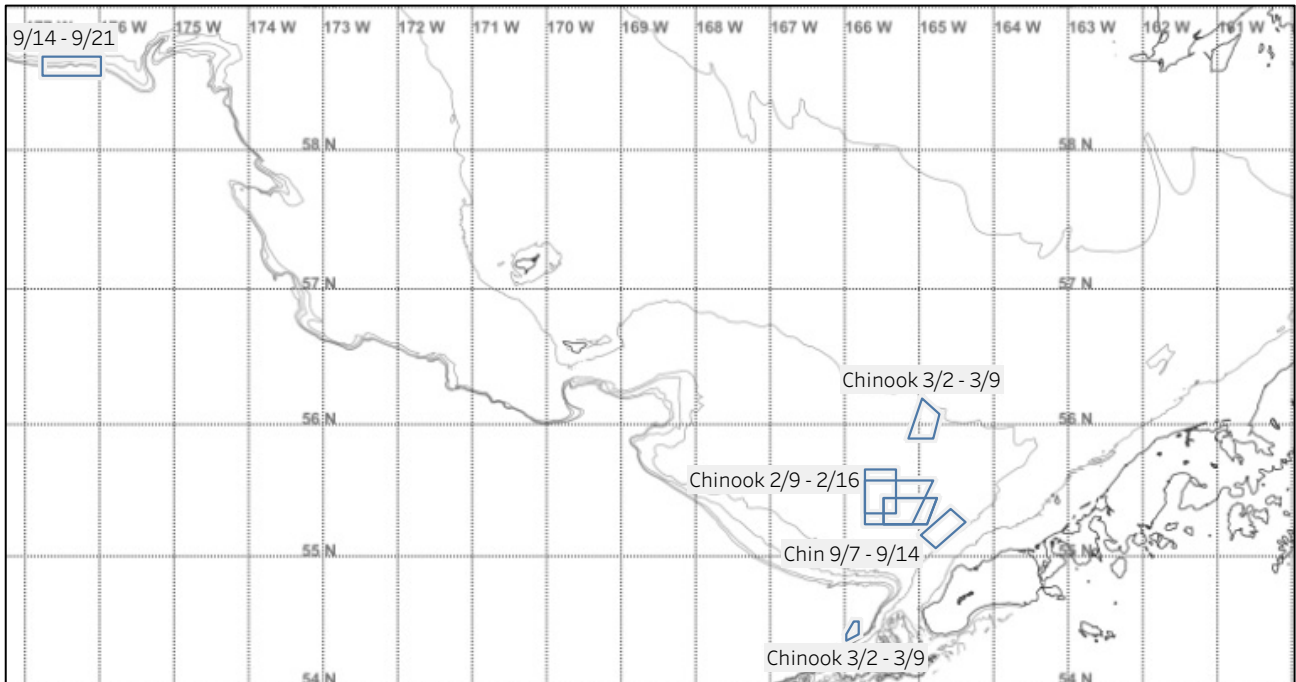 177 W 176 W 175 W 174 W 173 W 172 W 171 W 170 W 169 W 168 W 167 W 166 W 165 W 164 W 163 W 162 W 161 W
9/14 - 9/21
58 N 58 N
57 N 57 N
Chinook 3/2 - 3/9
56 N 56 N
Chinook 2/9 - 2/16
Chin 9/7 - 9/14
55 N 55 N
Chinook 3/2 - 3/9
54 N 54 N